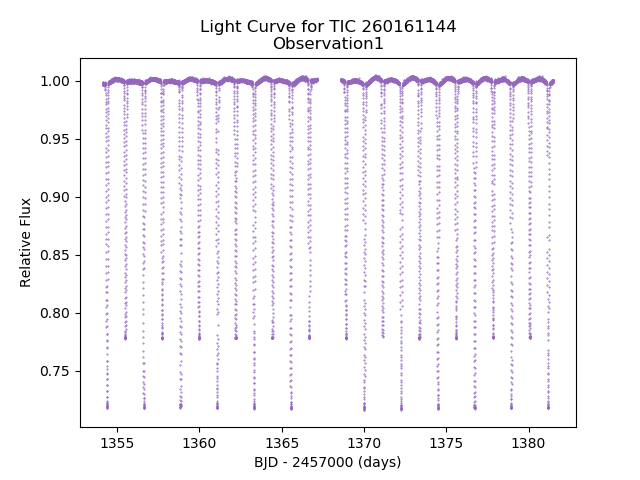 Light Curve for TIC 260161144
Observation1
1.00
0.95
0.90
0.85
0.80
0.75
Relative Flux
1355 1360 1365 1370 1375 1380
BJD - 2457000 (days)